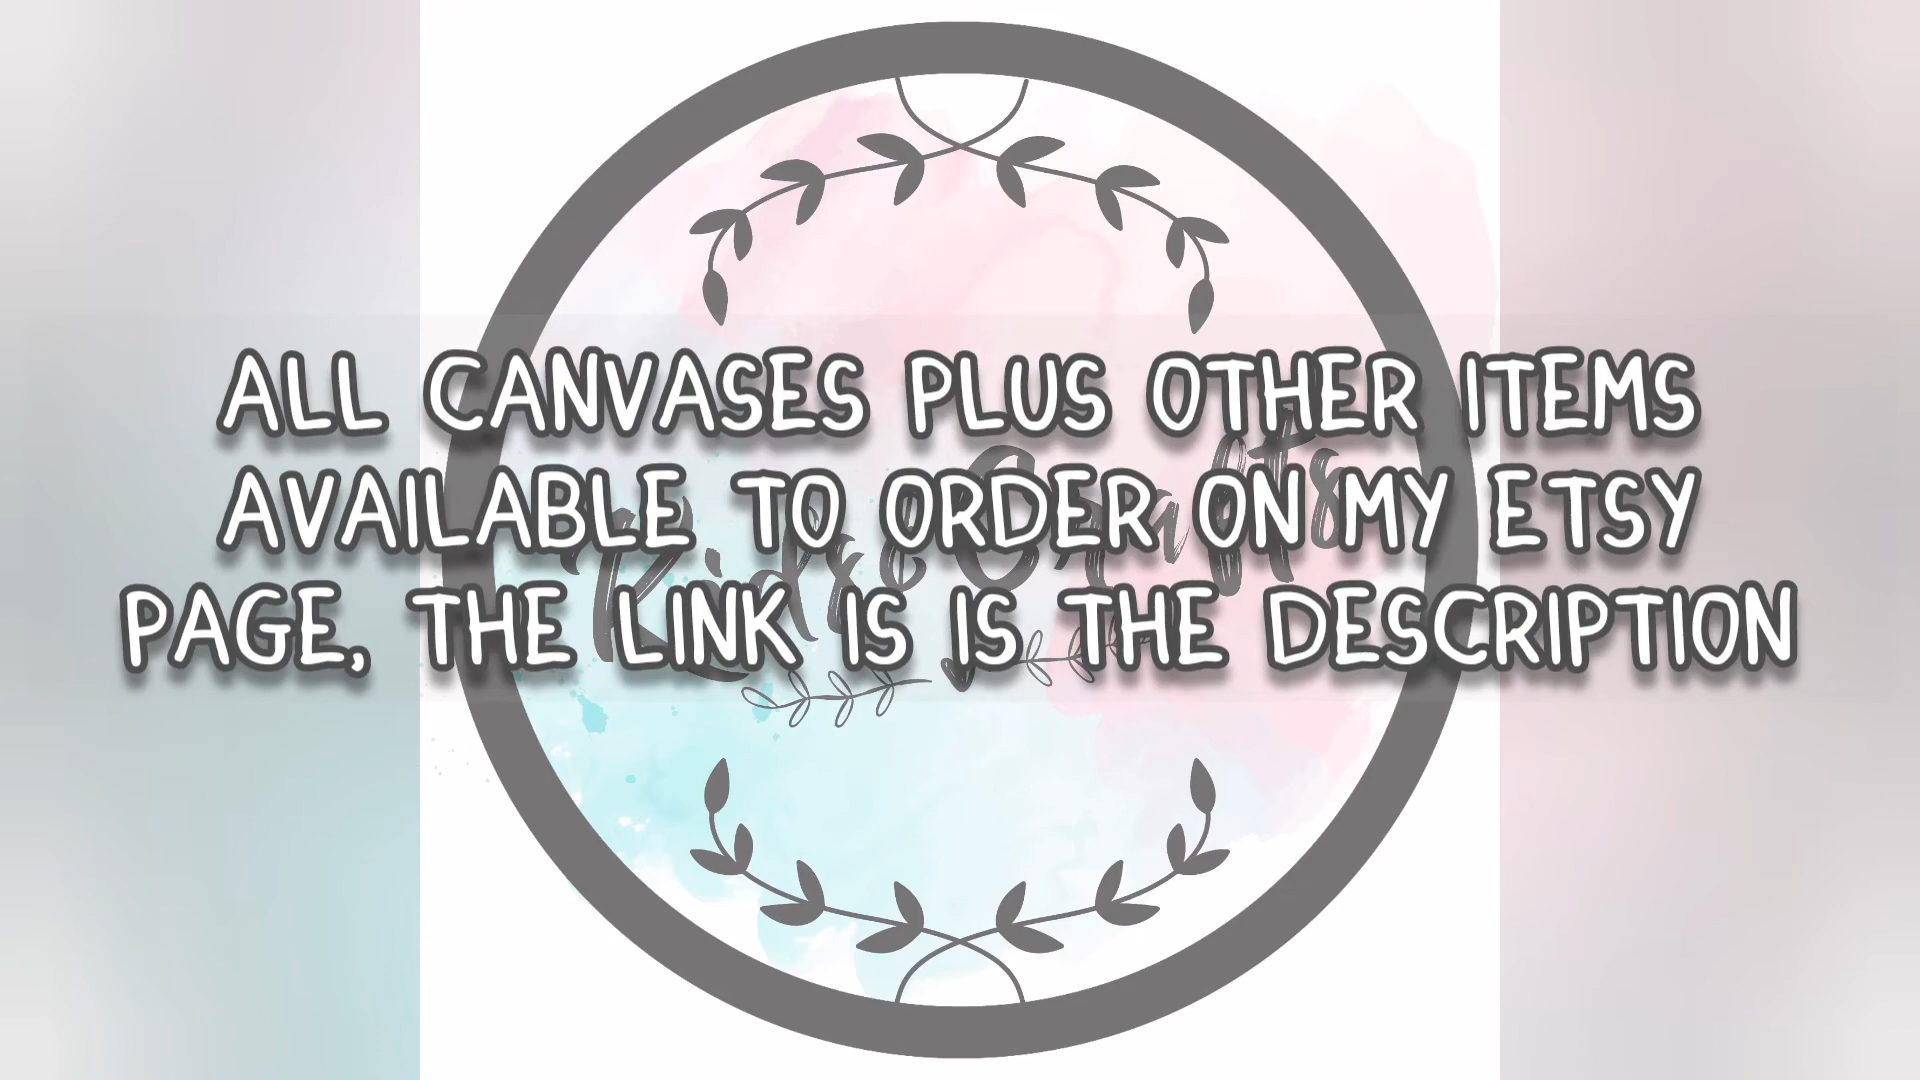 ALL CANVASES PLUS OTHER ITEMS
AVAILABLE TO ORDER ON MY ETSY
PAGE, THE LINK IS IS THE DESCRIPTION